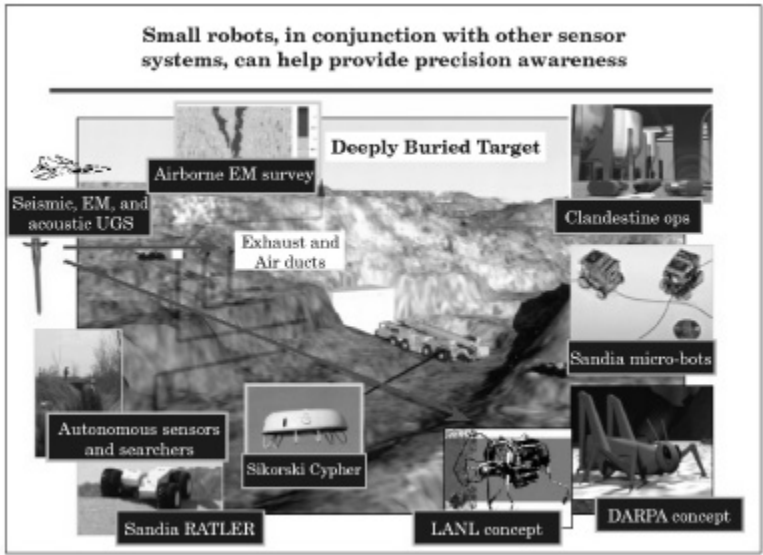 Small robots, in conjunction with other sensor
systems, can help provide precision awareness
Airborne EM survey
Deeply Buried Target
Seismic, EM, and
acoustic UGS
Clandestine ops
Exhaust and
Air ducts
Sandia micro-bots
Autonomous sensors
and searchers
Sikorski Cypher
Sandia RATLER
LANL concept
DARPA concept